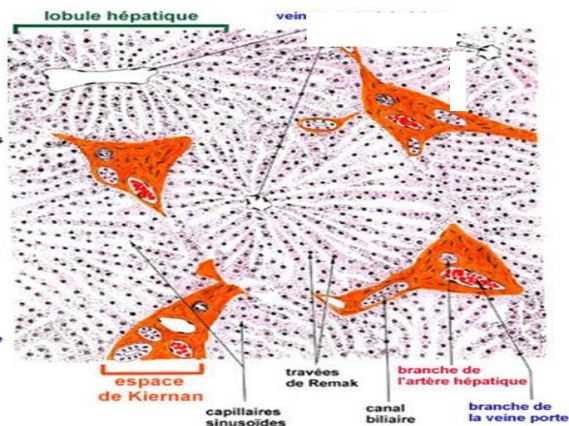 lobule hépatique
espace
de Kiernan
capillaires
sinusoïdes
travées
de Remak
canal
biliaire
branche de
l'artère hépatique
branche de
la veine porte